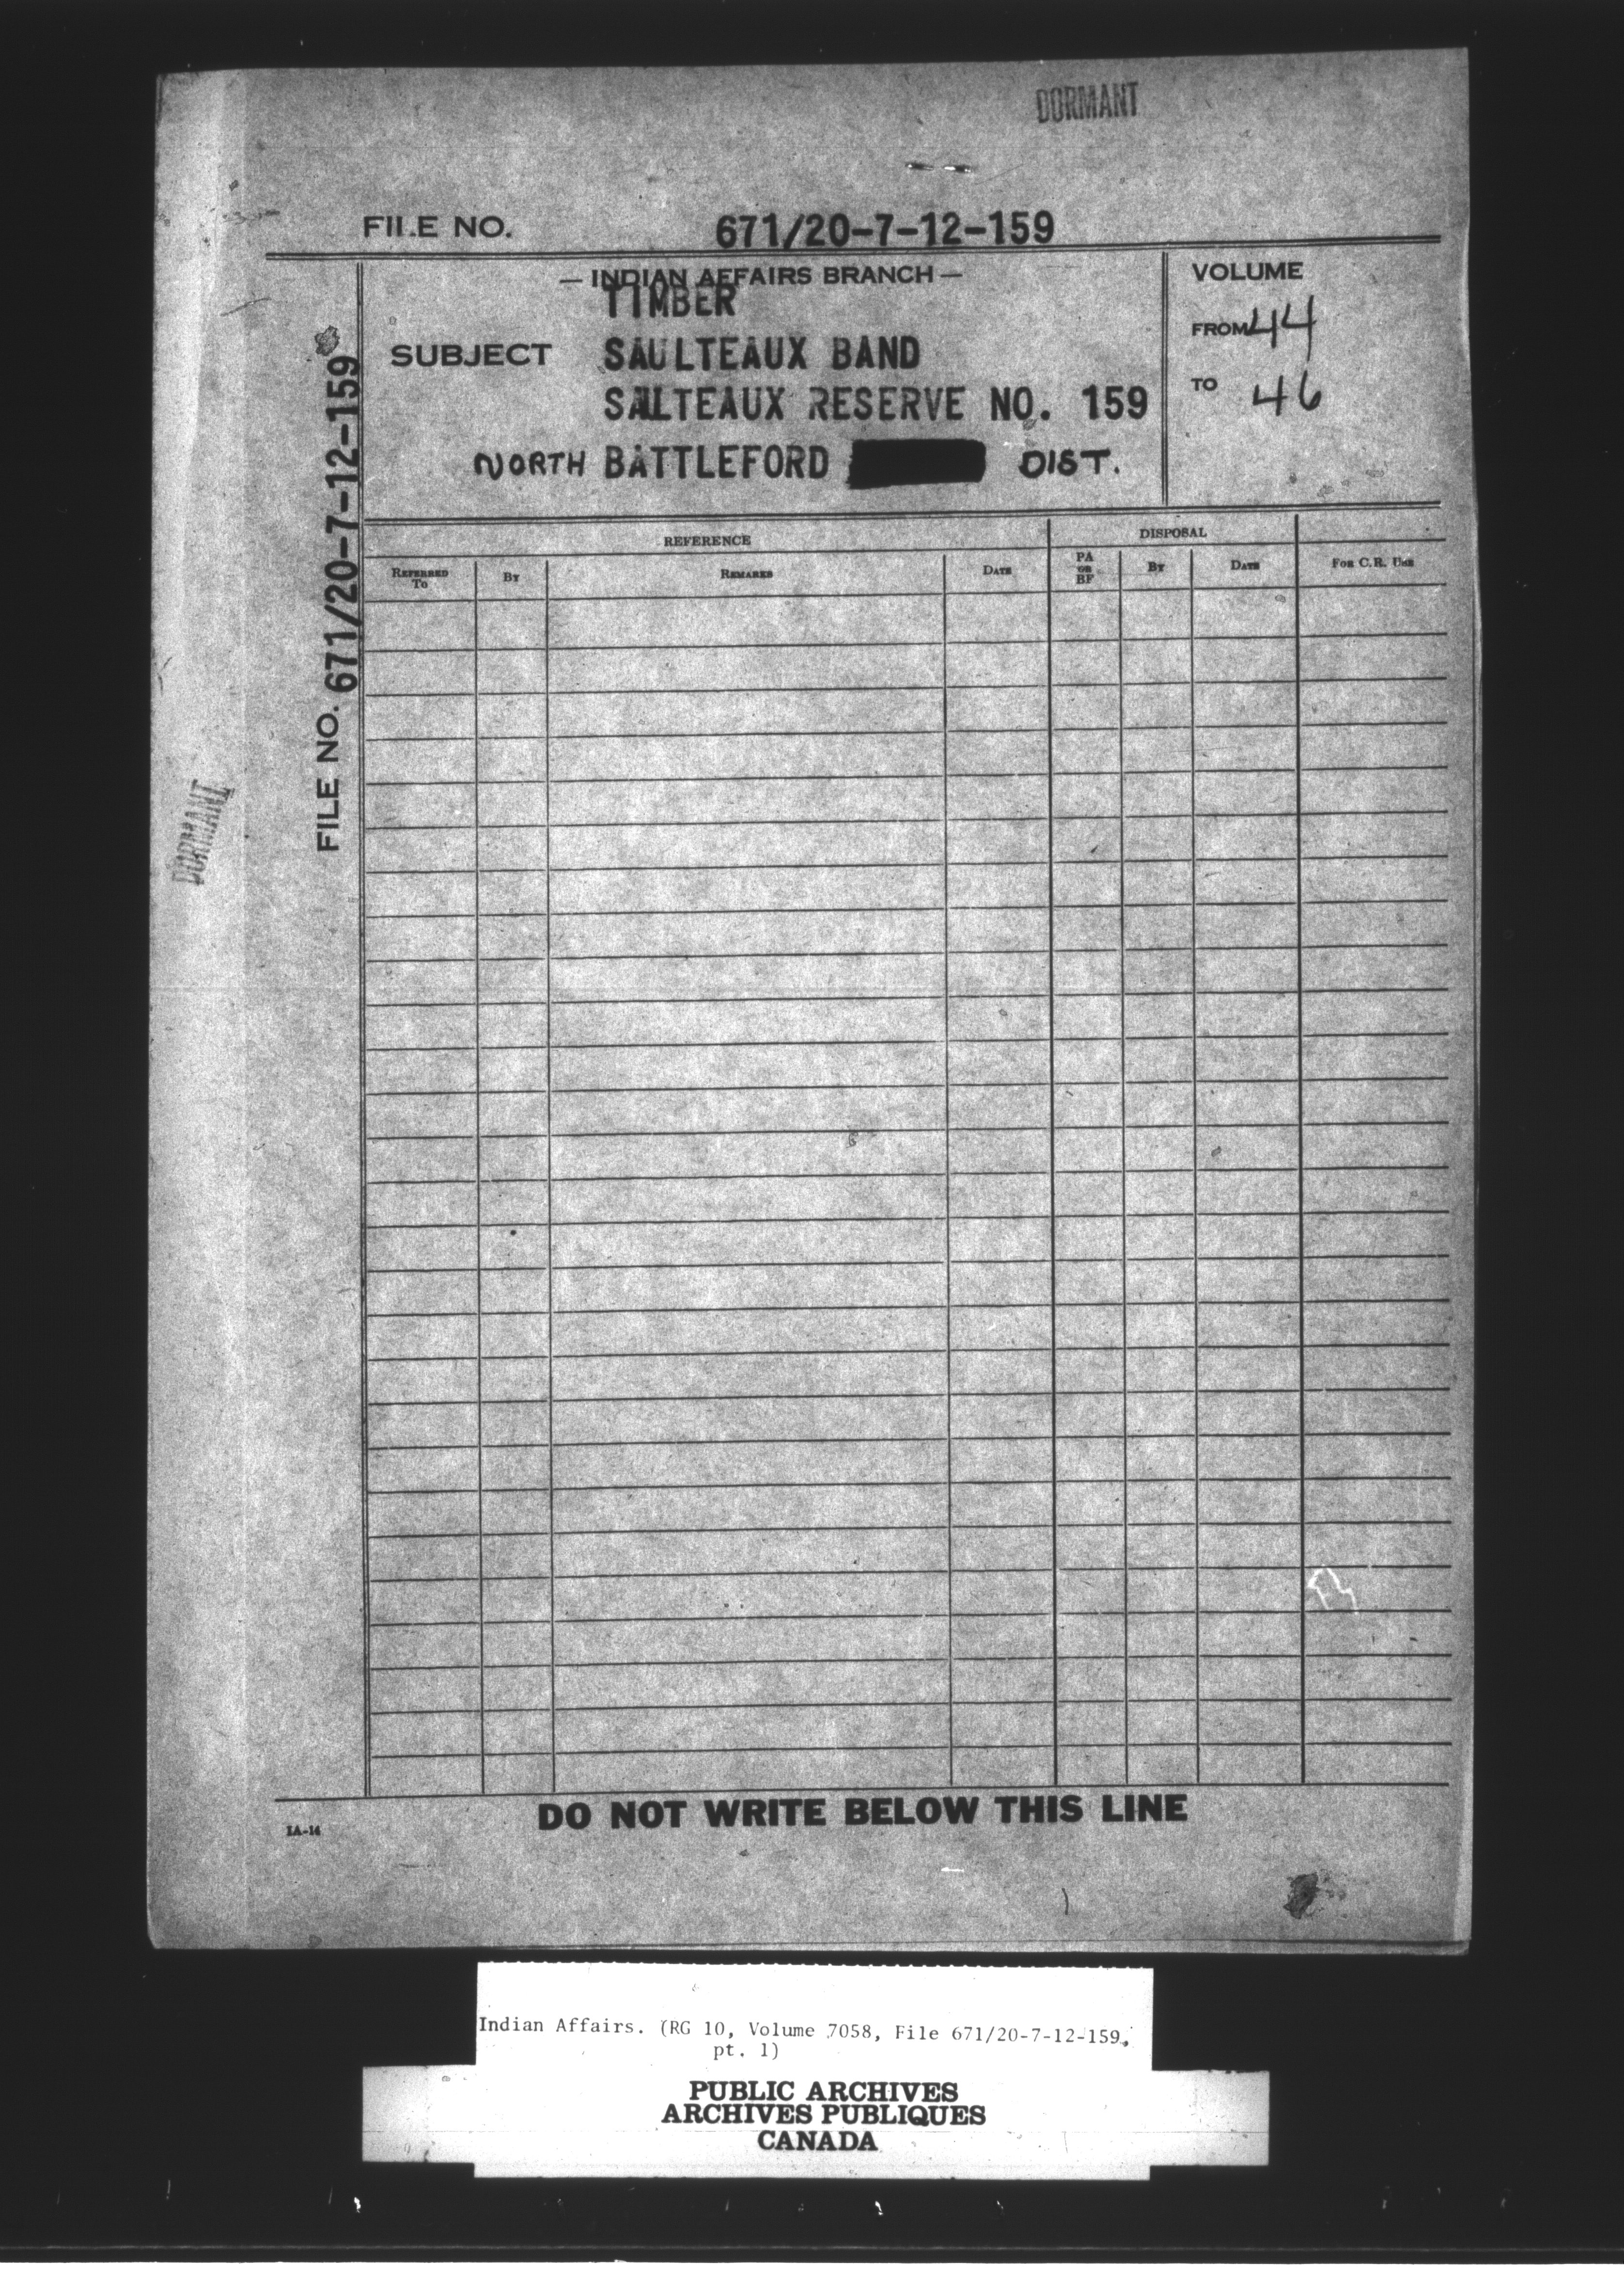 DORMANT
FILE NO. 671/20-7-12-159
— INDIAN AFFAIRS BRANCH —
TIMBER
SUBJECT SAULTEAUX BAND
SALTEAUX RESERVE NO. 159
NORTH BATTLEFORD DIST.
VOLUME
FROM 44
TO 46
FILE NO. 671/20-7-12-159
DORMANT
REFERENCE
DISPOSAL
REFERRED TO
BY
REMARKS
DATE
PA OR BF
BY
DATE
FOR C.R. USE
DO NOT WRITE BELOW THIS LINE
IA-14
Indian Affairs. (RG 10, Volume 7058, File 671/20-7-12-159,
pt. 1)
PUBLIC ARCHIVES
ARCHIVES PUBLIQUES
CANADA